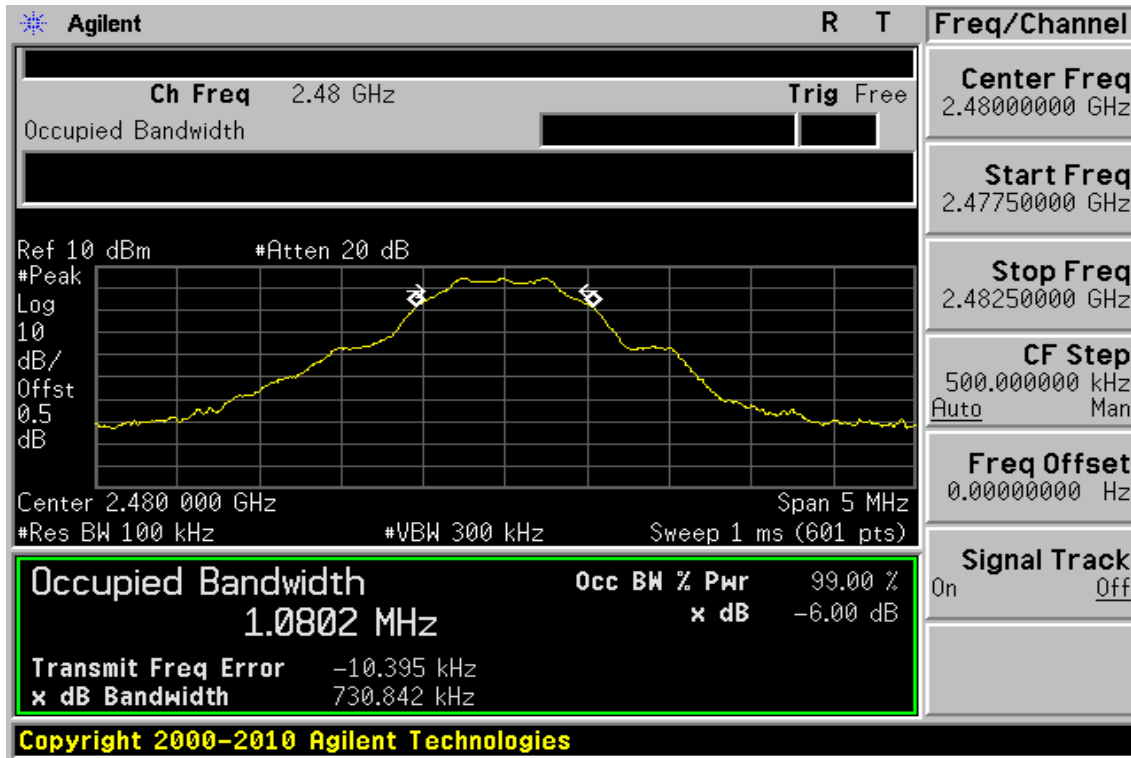 Agilent R T
Ch Freq 2.48 GHz Trig Free
Occupied Bandwidth
Ref 10 dBm #Atten 20 dB
#Peak
Log
10
dB/
Offst
0.5
dB
Center 2.480 000 GHz Span 5 MHz
#Res BW 100 kHz #VBW 300 kHz Sweep 1 ms (601 pts)
Occupied Bandwidth
1.0802 MHz
Occ BW % Pwr 99.00 %
x dB -6.00 dB
Transmit Freq Error -10.395 kHz
x dB Bandwidth 730.842 kHz
Copyright 2000-2010 Agilent Technologies
Freq/Channel
Center Freq
2.48000000 GHz
Start Freq
2.47750000 GHz
Stop Freq
2.48250000 GHz
CF Step
500.000000 kHz
Auto Man
Freq Offset
0.00000000 Hz
Signal Track
On Off